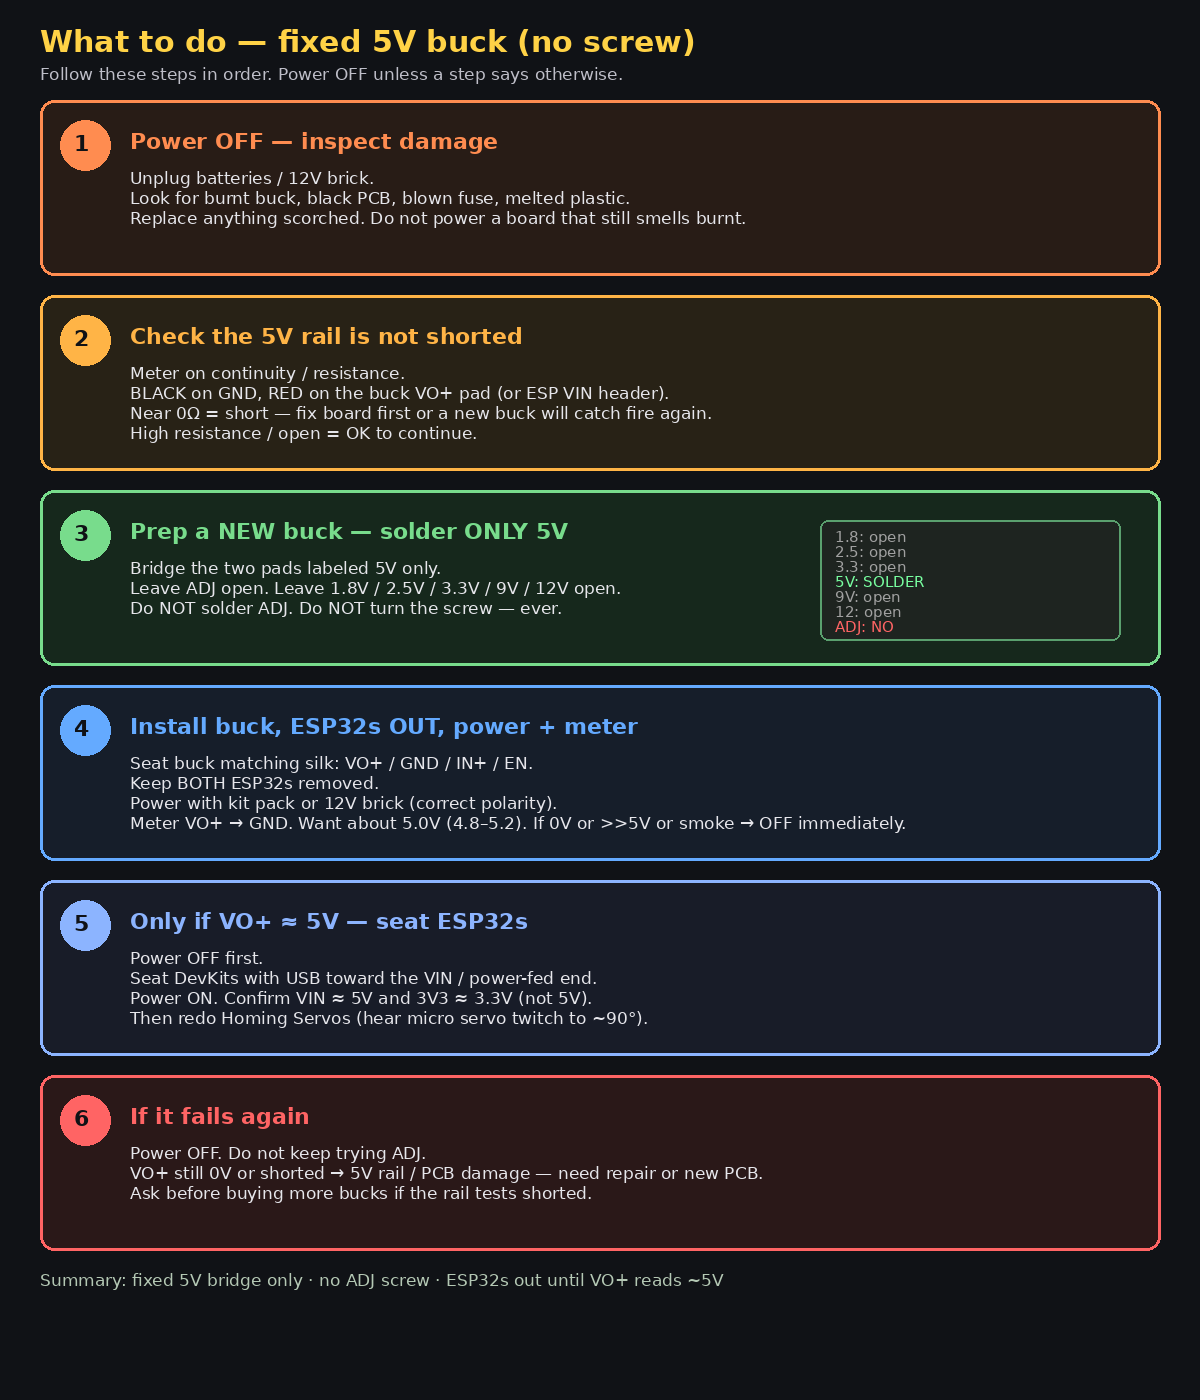 What to do — fixed 5V buck (no screw)
Follow these steps in order. Power OFF unless a step says otherwise.
1
Power OFF — inspect damage
Unplug batteries / 12V brick.
Look for burnt buck, black PCB, blown fuse, melted plastic.
Replace anything scorched. Do not power a board that still smells burnt.
2
Check the 5V rail is not shorted
Meter on continuity / resistance.
BLACK on GND, RED on the buck VO+ pad (or ESP VIN header).
Near 0Ω = short — fix board first or a new buck will catch fire again.
High resistance / open = OK to continue.
3
Prep a NEW buck — solder ONLY 5V
Bridge the two pads labeled 5V only.
Leave ADJ open. Leave 1.8V / 2.5V / 3.3V / 9V / 12V open.
Do NOT solder ADJ. Do NOT turn the screw — ever.
1.8: open
2.5: open
3.3: open
5V: SOLDER
9V: open
12: open
ADJ: NO
4
Install buck, ESP32s OUT, power + meter
Seat buck matching silk: VO+ / GND / IN+ / EN.
Keep BOTH ESP32s removed.
Power with kit pack or 12V brick (correct polarity).
Meter VO+ → GND. Want about 5.0V (4.8–5.2). If 0V or >>5V or smoke → OFF immediately.
5
Only if VO+ ≈ 5V — seat ESP32s
Power OFF first.
Seat DevKits with USB toward the VIN / power-fed end.
Power ON. Confirm VIN ≈ 5V and 3V3 ≈ 3.3V (not 5V).
Then redo Homing Servos (hear micro servo twitch to ~90°).
6
If it fails again
Power OFF. Do not keep trying ADJ.
VO+ still 0V or shorted → 5V rail / PCB damage — need repair or new PCB.
Ask before buying more bucks if the rail tests shorted.
Summary: fixed 5V bridge only · no ADJ screw · ESP32s out until VO+ reads ~5V